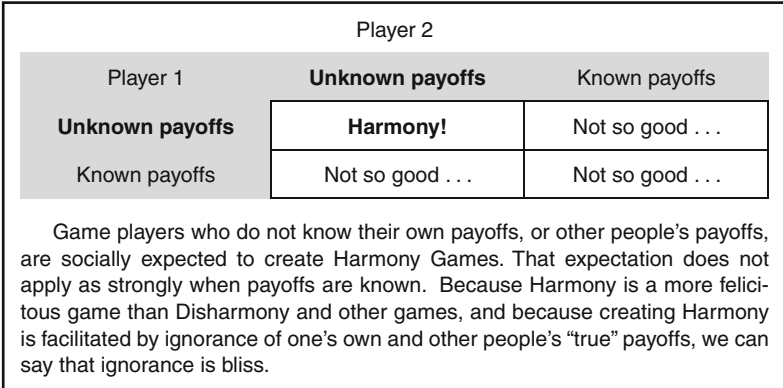 Player 2
Player 1 Unknown payoffs Known payoffs
Unknown payoffs Harmony! Not so good . . .
Known payoffs Not so good . . . Not so good . . .
Game players who do not know their own payoffs, or other people’s payoffs,
are socially expected to create Harmony Games. That expectation does not
apply as strongly when payoffs are known. Because Harmony is a more felici-
tous game than Disharmony and other games, and because creating Harmony
is facilitated by ignorance of one’s own and other people’s “true” payoffs, we can
say that ignorance is bliss.